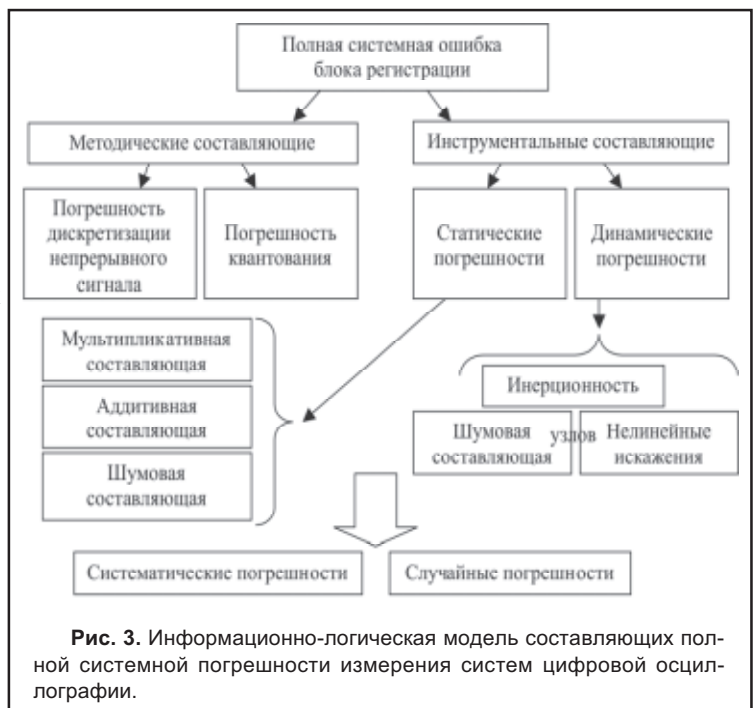 Полная системная ошибка
блока регистрации
Методические составляющие
Инструментальные составляющие
Погрешность
дискретизации
непрерывного
сигнала
Погрешность
квантования
Статические
погрешности
Динамические
погрешности
Мультипликативная
составляющая
Аддитивная
составляющая
Шумовая
составляющая
Инерционность
узлов
Шумовая
составляющая
Нелинейные
искажения
Систематические погрешности
Случайные погрешности
Рис. 3. Информационно-логическая модель составляющих пол-
ной системной погрешности измерения систем цифровой осцил-
лографии.